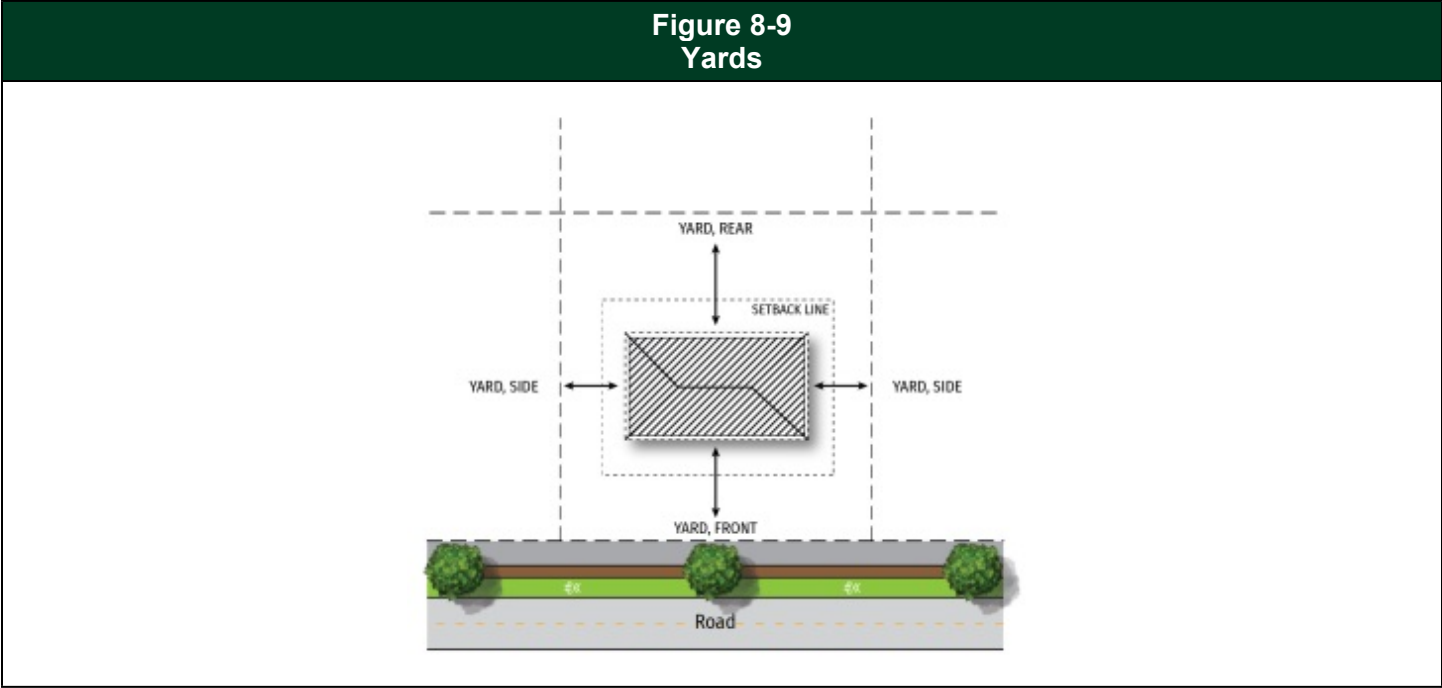 Figure 8-9
Yards
YARD, REAR
SETBACK LINE
YARD, SIDE
YARD, SIDE
YARD, FRONT
Road